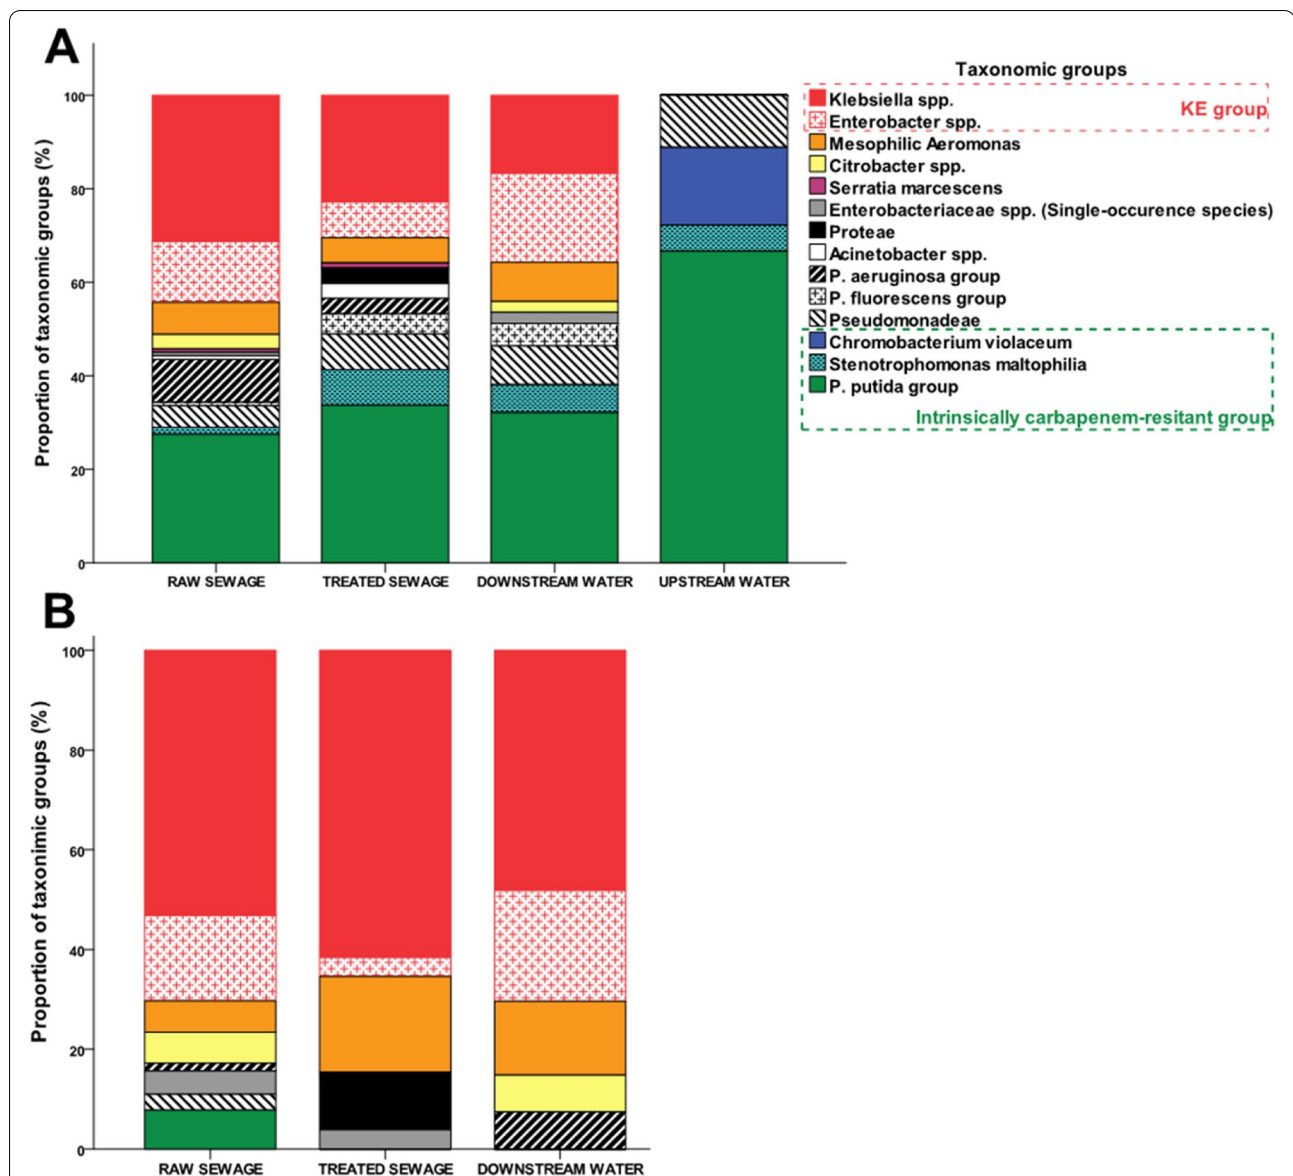 A
Proportion of taxonomic groups (%)
100
80
60
40
20
0
RAW SEWAGE
TREATED SEWAGE
DOWNSTREAM WATER
UPSTREAM WATER
Taxonomic groups
Klebsiella spp.
KE group
Enterobacter spp.
Mesophilic Aeromonas
Citrobacter spp.
Serratia marcescens
Enterobacteriaceae spp. (Single-occurence species)
Proteae
Acinetobacter spp.
P. aeruginosa group
P. fluorescens group
Pseudomonadeae
Chromobacterium violaceum
Stenotrophomonas maltophilia
P. putida group
Intrinsically carbapenem-resitant group
B
Proportion of taxonimic groups (%)
100
80
60
40
20
0
RAW SEWAGE
TREATED SEWAGE
DOWNSTREAM WATER